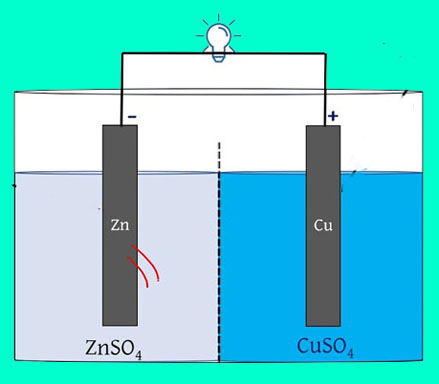 − +
Zn Cu
ZnSO₄ CuSO₄